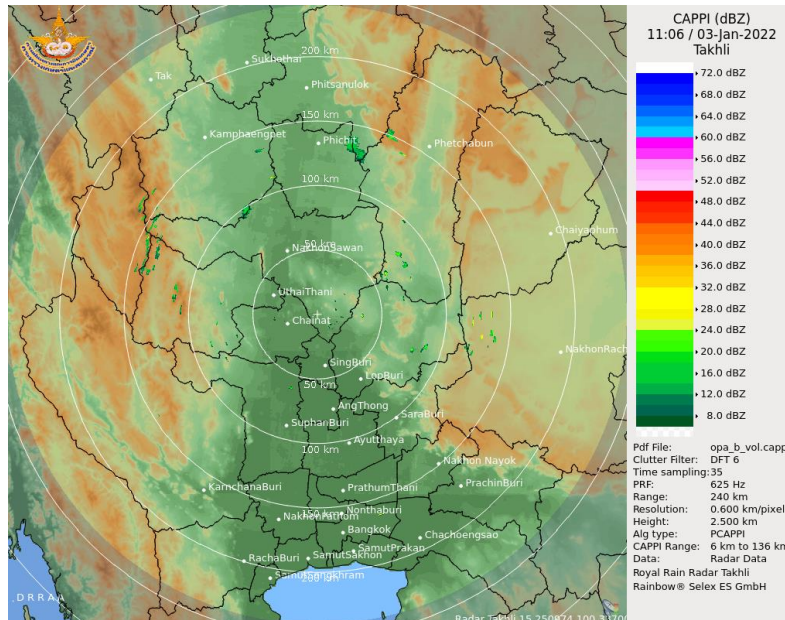 CAPPI (dBZ)
11:06 / 03-Jan-2022
Takhli
72.0 dBZ
68.0 dBZ
64.0 dBZ
60.0 dBZ
56.0 dBZ
52.0 dBZ
48.0 dBZ
44.0 dBZ
40.0 dBZ
36.0 dBZ
32.0 dBZ
28.0 dBZ
24.0 dBZ
20.0 dBZ
16.0 dBZ
12.0 dBZ
8.0 dBZ
Pdf File: opa_b_vol.capp
Clutter Filter: DFT 6
Time sampling: 35
PRF: 625 Hz
Range: 240 km
Resolution: 0.600 km/pixel
Height: 2.500 km
Alg type: PCAPPI
CAPPI Range: 6 km to 136 km
Data: Radar Data
Royal Rain Radar Takhli
Rainbow® Selex ES GmbH
200 km
Sukhothai
Tak
Phitsanulok
150 km
Kamphaengpet
Phichit
Phetchabun
100 km
Chaiyaphum
50 km
NakhonSawan
UthaiThani
Chainat
NakhonRach
SingBuri
50 km
LopBuri
AngThong
SaraBuri
SuphanBuri
Ayutthaya
100 km
Nakhon Nayok
KarnchanaBuri
PrathumThani
PrachinBuri
150 km
Nonthaburi
NakhonPathom
Bangkok
Chachoengsao
SamutPrakan
SamutSakhon
RachaBuri
SamutSongkhram
200 km
D R R A A